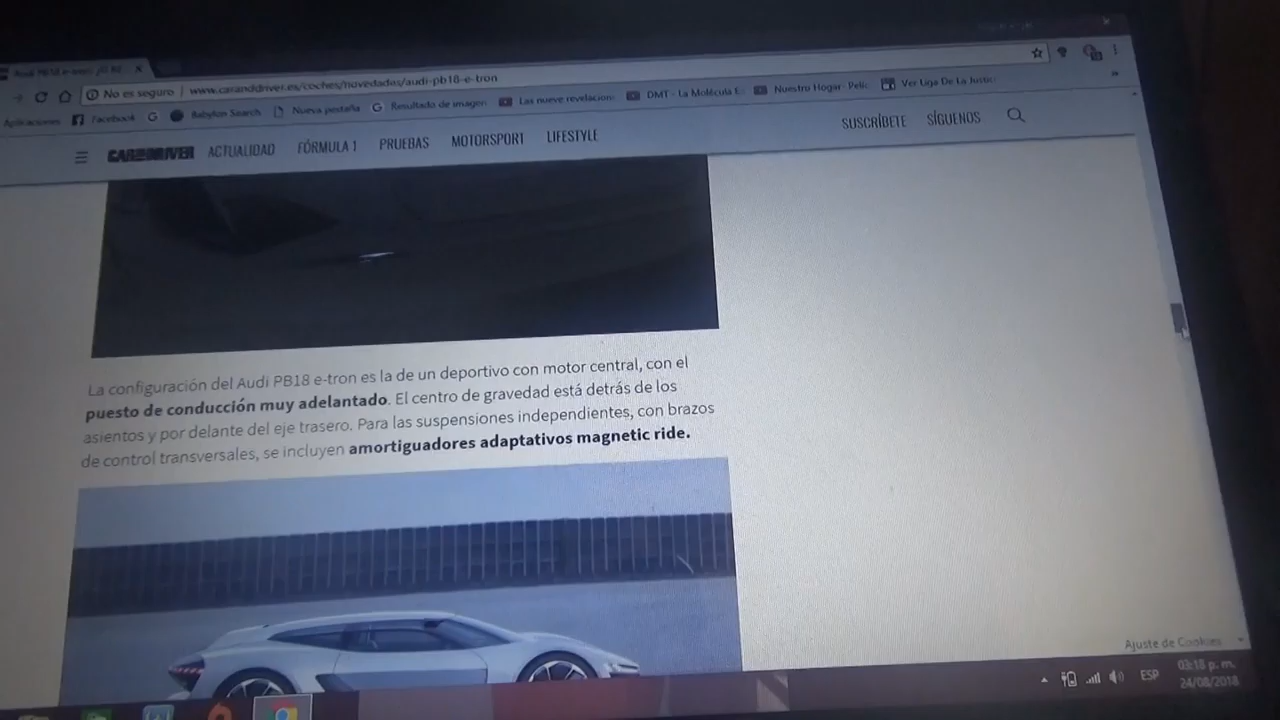 No es seguro | www.caranddriver.es/coches/novedades/audi-pb18-e-tron
Aplicaciones Facebook Babylon Search Nueva pestaña Resultado de imagen Las nueve revelacion DMT - La Molécula E Nuestro Hogar- Pelíc Ver Liga De La Justic
CAR AND DRIVER ACTUALIDAD FÓRMULA 1 PRUEBAS MOTORSPORT LIFESTYLE SUSCRÍBETE SÍGUENOS
La configuración del Audi PB18 e-tron es la de un deportivo con motor central, con el
puesto de conducción muy adelantado. El centro de gravedad está detrás de los
asientos y por delante del eje trasero. Para las suspensiones independientes, con brazos
de control transversales, se incluyen amortiguadores adaptativos magnetic ride.
Ajuste de Cookies
ESP 03:18 p. m.
24/08/2018